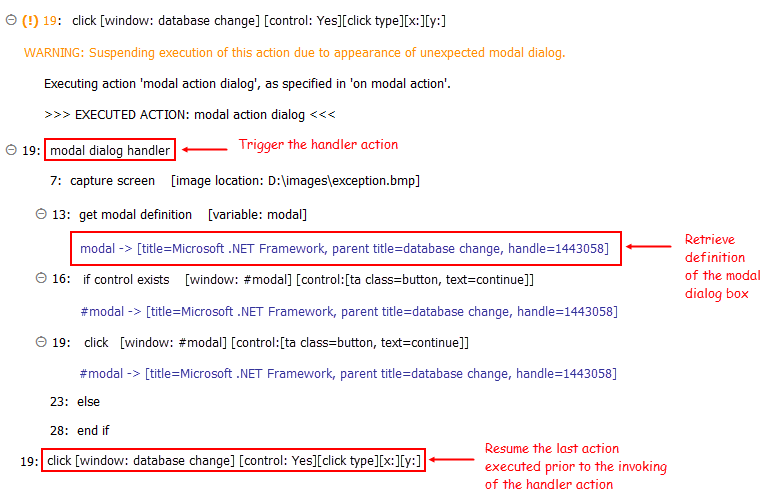 (!) 19: click [window: database change] [control: Yes][click type][x:][y:]
WARNING: Suspending execution of this action due to appearance of unexpected modal dialog.
Executing action 'modal action dialog', as specified in 'on modal action'.
>>> EXECUTED ACTION: modal action dialog <<<
19: modal dialog handler
Trigger the handler action
7: capture screen [image location: D:\images\exception.bmp]
13: get modal definition [variable: modal]
modal -> [title=Microsoft .NET Framework, parent title=database change, handle=1443058]
Retrieve
definition
of the modal
dialog box
16: if control exists [window: #modal] [control:[ta class=button, text=continue]]
#modal -> [title=Microsoft .NET Framework, parent title=database change, handle=1443058]
19: click [window: #modal] [control:[ta class=button, text=continue]]
#modal -> [title=Microsoft .NET Framework, parent title=database change, handle=1443058]
23: else
28: end if
19: click [window: database change] [control: Yes][click type][x:][y:]
Resume the last action
executed prior to the invoking
of the handler action